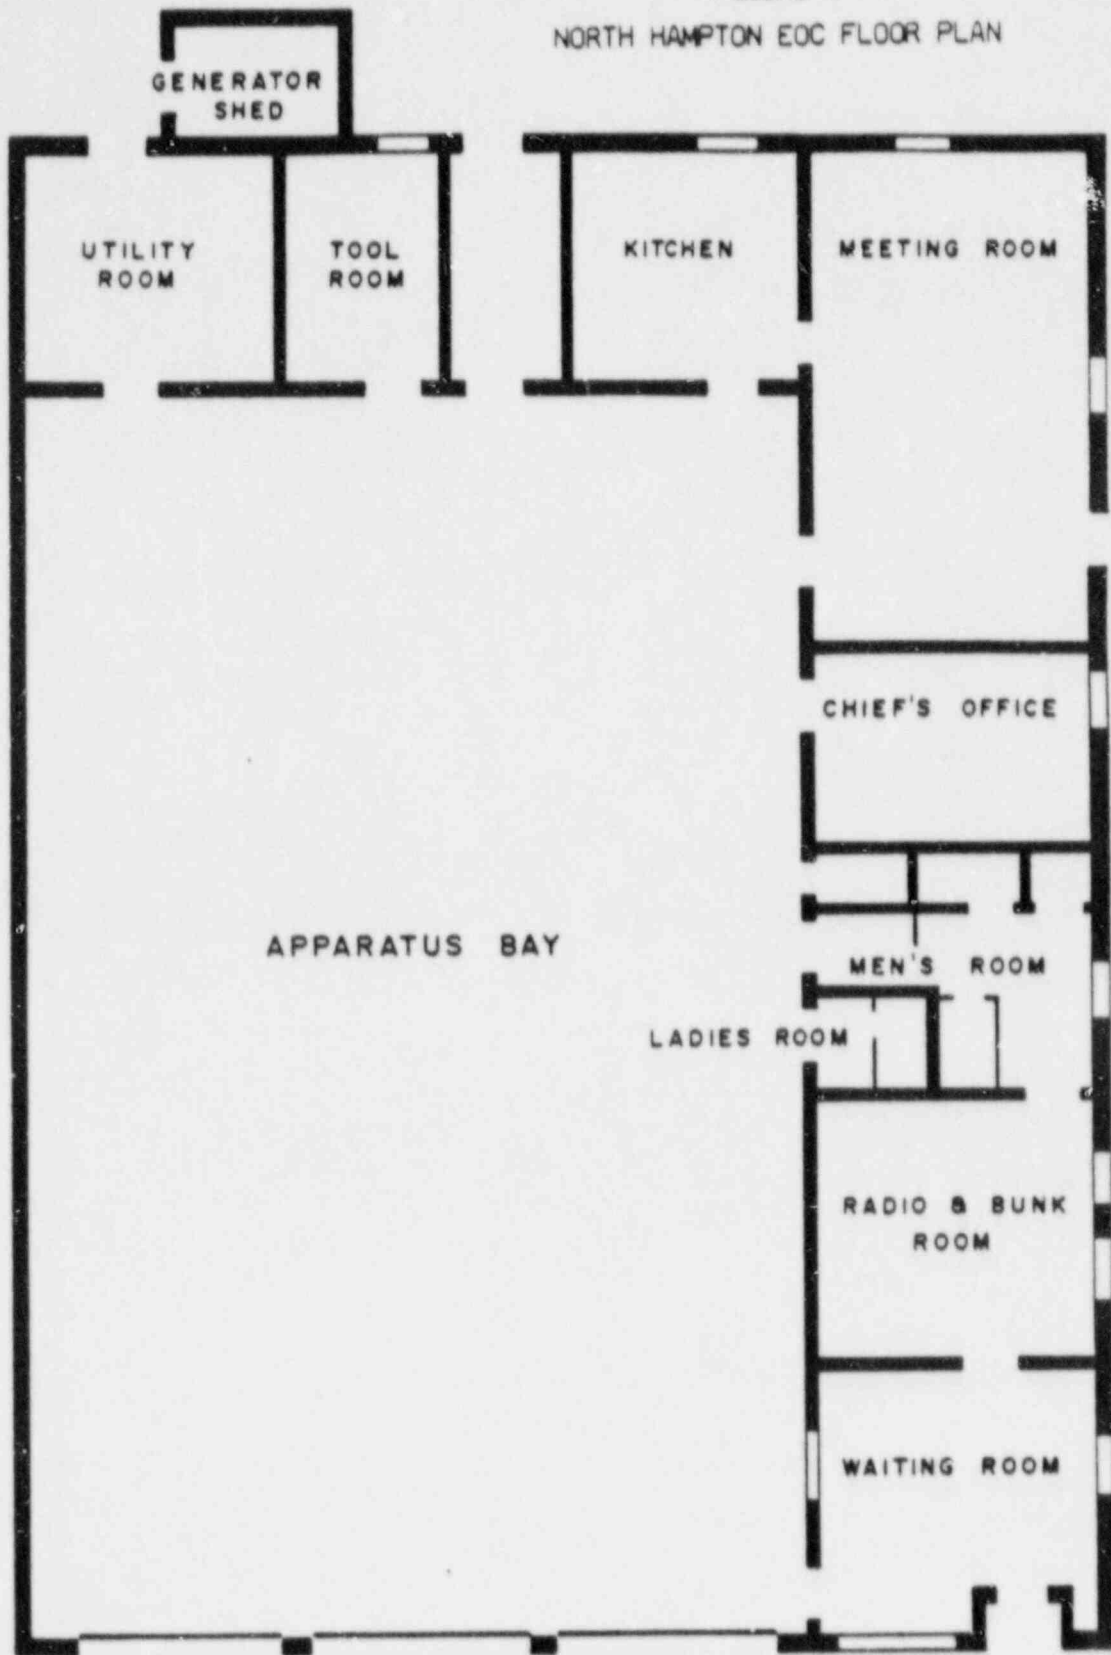 NORTH HAMPTON EOC FLOOR PLAN
GENERATOR
SHED
UTILITY
ROOM
TOOL
ROOM
KITCHEN
MEETING ROOM
CHIEF'S OFFICE
APPARATUS BAY
MEN'S ROOM
LADIES ROOM
RADIO & BUNK
ROOM
WAITING ROOM